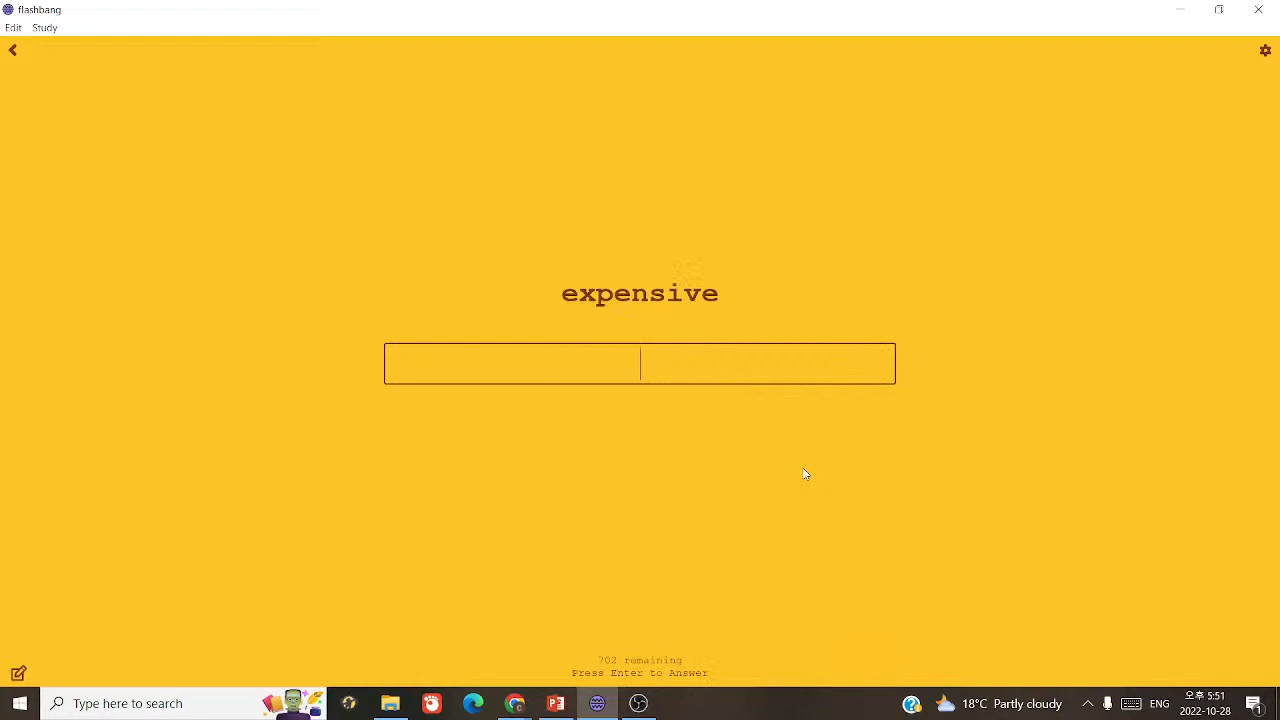 flashbang
Edit Study
expensive
702 remaining
Press Enter to Answer
Type here to search
18°C Partly cloudy
ENG
오후 5:51
2022-10-28
1